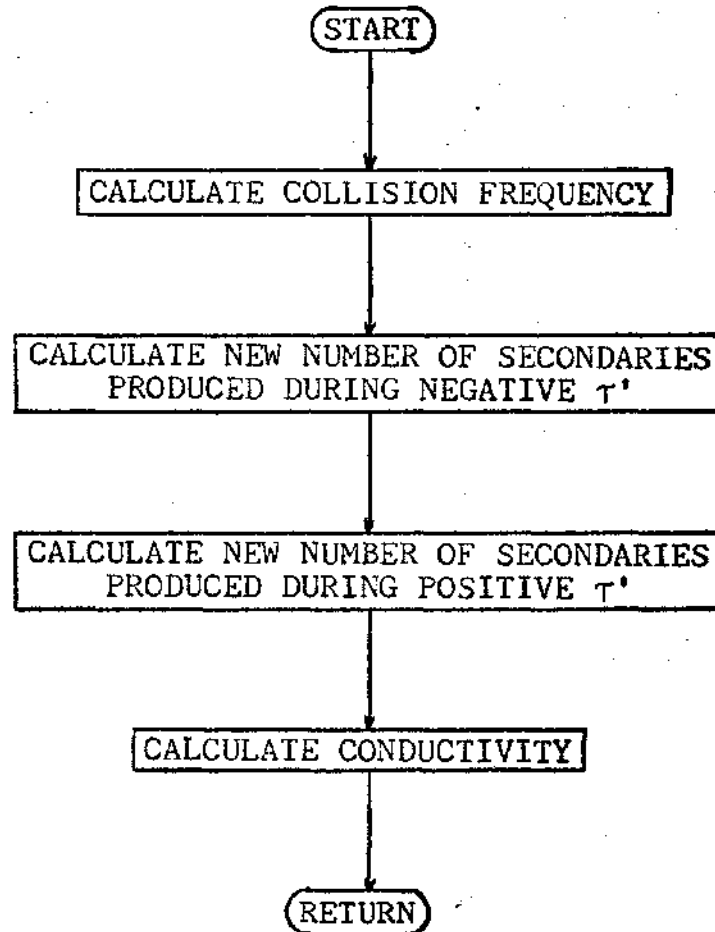 START
CALCULATE COLLISION FREQUENCY
CALCULATE NEW NUMBER OF SECONDARIES
PRODUCED DURING NEGATIVE τ'
CALCULATE NEW NUMBER OF SECONDARIES
PRODUCED DURING POSITIVE τ'
CALCULATE CONDUCTIVITY
RETURN